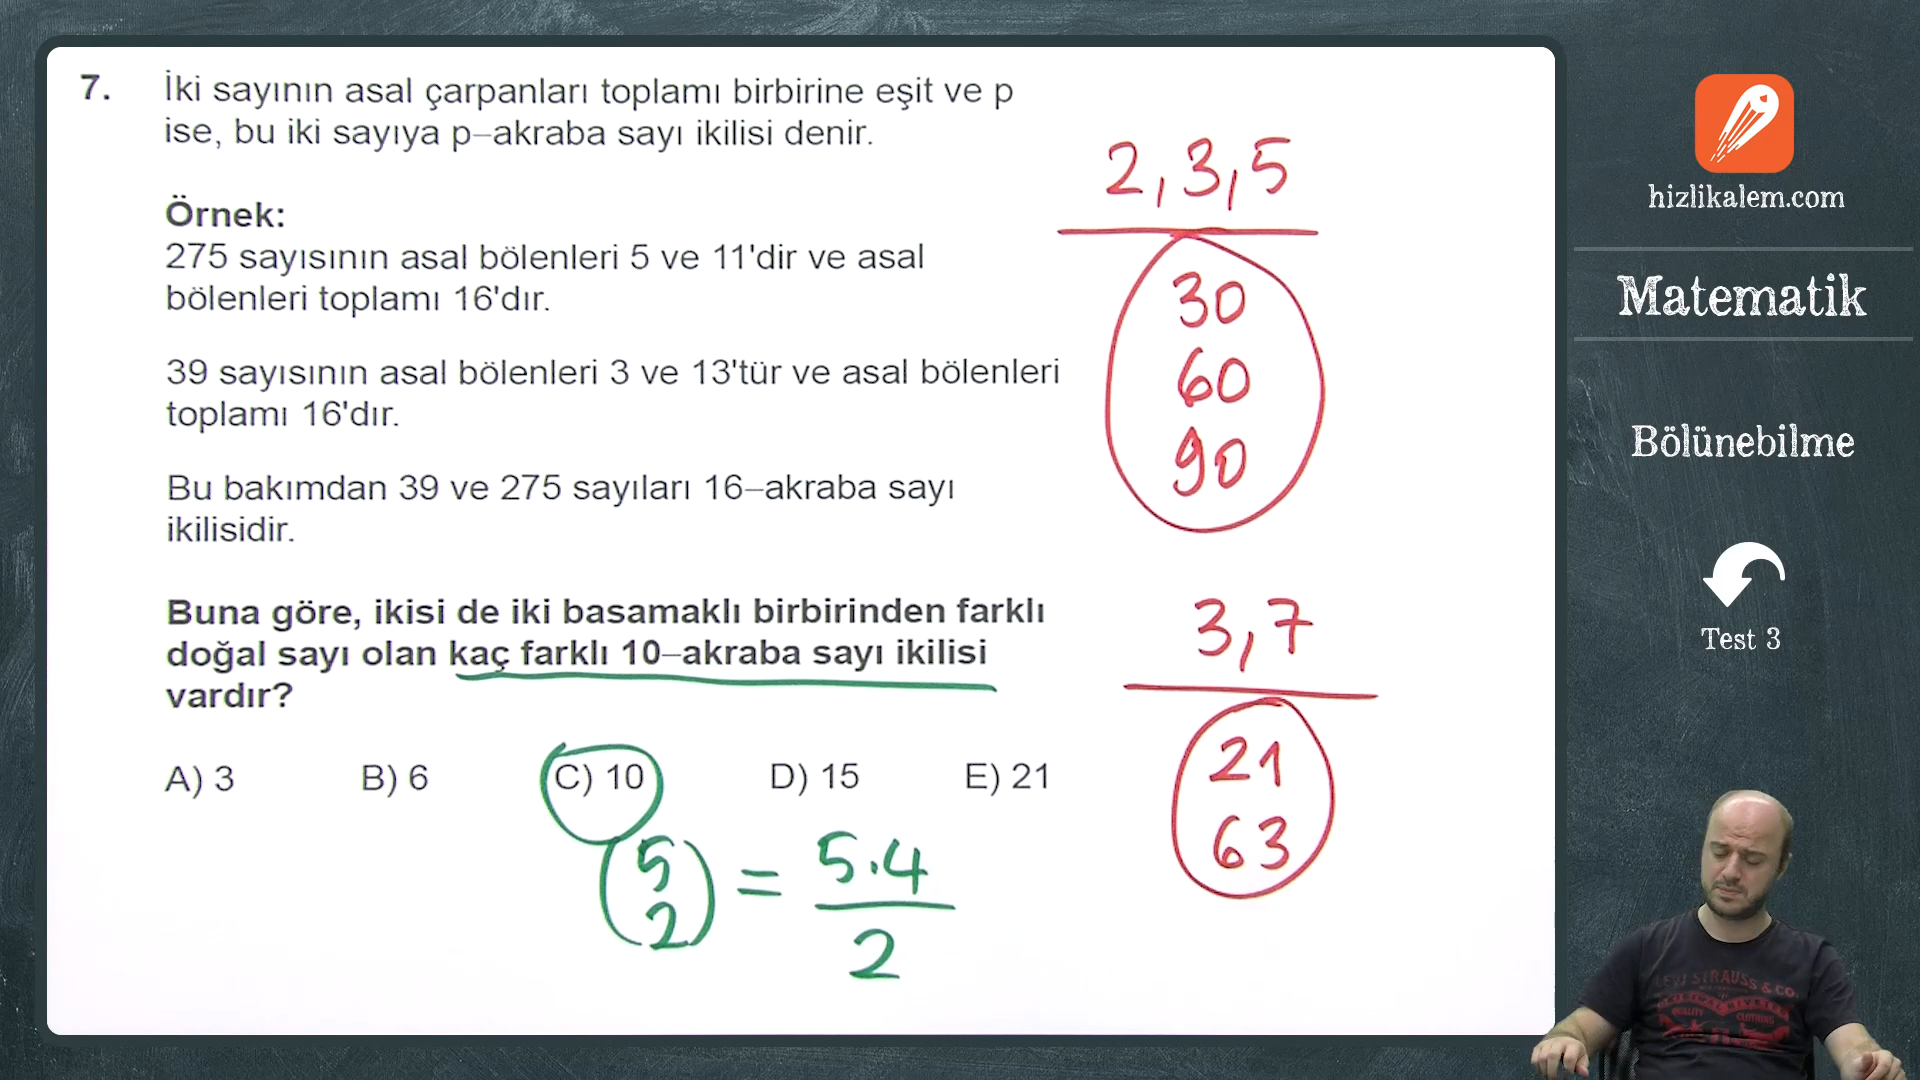 7. İki sayının asal çarpanları toplamı birbirine eşit ve p
ise, bu iki sayıya p–akraba sayı ikilisi denir.
Örnek:
275 sayısının asal bölenleri 5 ve 11'dir ve asal
bölenleri toplamı 16'dır.
39 sayısının asal bölenleri 3 ve 13'tür ve asal bölenleri
toplamı 16'dır.
Bu bakımdan 39 ve 275 sayıları 16–akraba sayı
ikilisidir.
Buna göre, ikisi de iki basamaklı birbirinden farklı
doğal sayı olan kaç farklı 10–akraba sayı ikilisi
vardır?
A) 3 B) 6 C) 10 D) 15 E) 21
(5
2) = 5.4
2
2,3,5
30
60
90
3,7
21
63
hizlikalem.com
Matematik
Bölünebilme
Test 3
LEVI STRAUSS & CO.
QUALITY CLOTHING